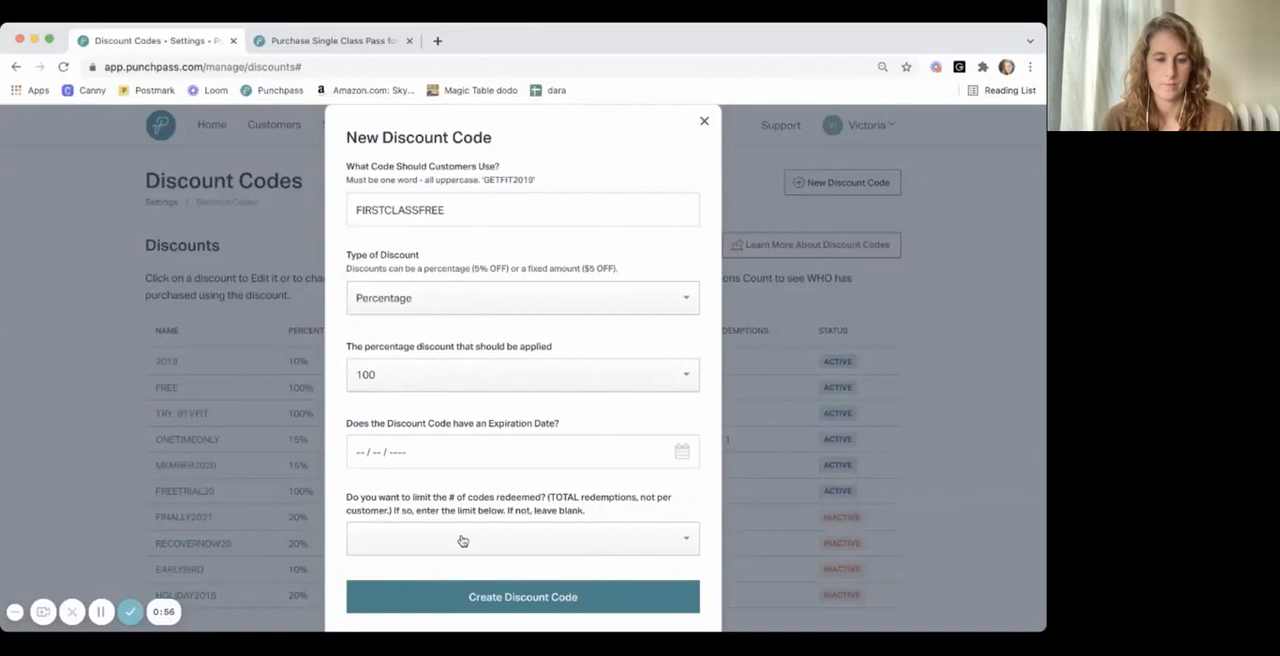 Discount Codes • Settings • P
Purchase Single Class Pass fo
app.punchpass.com/manage/discounts#
Apps
Canny
Postmark
Loom
Punchpass
Amazon.com: Sky...
Magic Table dodo
dara
Reading List
Home
Customers
Support
Victoria
New Discount Code
What Code Should Customers Use?
Must be one word - all uppercase. 'GETFIT2019'
FIRSTCLASSFREE
Type of Discount
Discounts can be a percentage (5% OFF) or a fixed amount ($5 OFF).
Percentage
The percentage discount that should be applied
100
Does the Discount Code have an Expiration Date?
-- / -- / ----
Do you want to limit the # of codes redeemed? (TOTAL redemptions, not per
customer.) If so, enter the limit below. If not, leave blank.
Create Discount Code
Discount Codes
Settings / Discount Codes
New Discount Code
Discounts
Learn More About Discount Codes
Click on a discount to Edit it or to cha
ons Count to see WHO has
purchased using the discount.
NAME PERCENT EMPTIONS STATUS
2019 10% ACTIVE
FREE 100% ACTIVE
100% ACTIVE
ONETIMEONLY 15% 1 ACTIVE
MEMBER2020 15% ACTIVE
FREETRIAL20 100% ACTIVE
FINALLY2021 20% INACTIVE
RECOVERNOW20 20% INACTIVE
EARLYBIRD 10% INACTIVE
HOLIDAY2018 20% INACTIVE
0:56